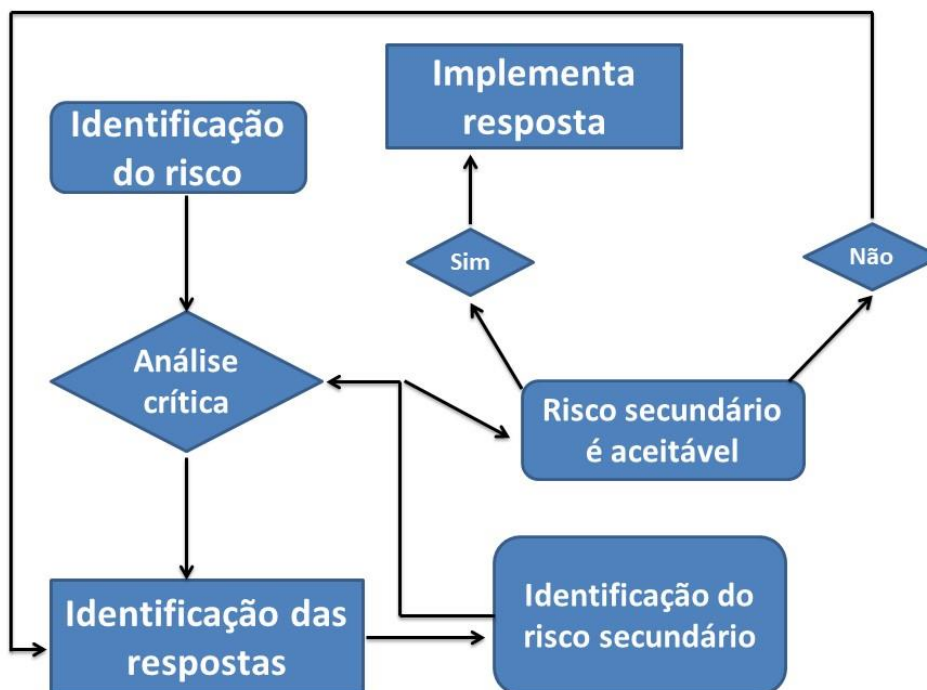 Implementa
resposta
Identificação
do risco
Sim
Não
Análise
crítica
Risco secundário
é aceitável
Identificação das
respostas
Identificação do
risco secundário